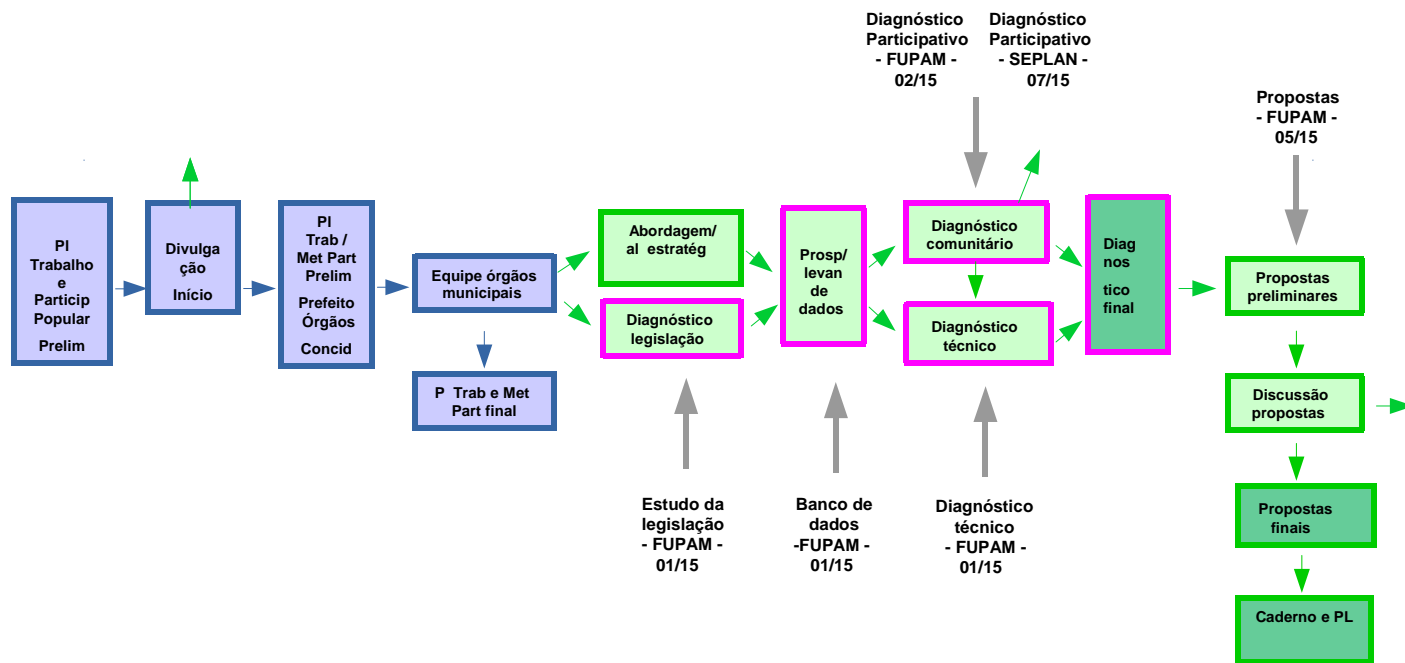 Diagnóstico
Participativo
- FUPAM -
02/15
Diagnóstico
Participativo
- SEPLAN -
07/15
Propostas
- FUPAM -
05/15
Pl
Trabalho
e
Particip
Popular
Prelim
Divulga
ção
Início
Pl
Trab /
Met Part
Prelim
Prefeito
Órgãos
Concid
Equipe órgãos
municipais
P Trab e Met
Part final
Abordagem/
al estratég
Diagnóstico
legislação
Prosp/
levan
de
dados
Diagnóstico
comunitário
Diagnóstico
técnico
Diag
nos
tico
final
Propostas
preliminares
Discussão
propostas
Propostas
finais
Caderno e PL
Estudo da
legislação
- FUPAM -
01/15
Banco de
dados
-FUPAM -
01/15
Diagnóstico
técnico
- FUPAM -
01/15